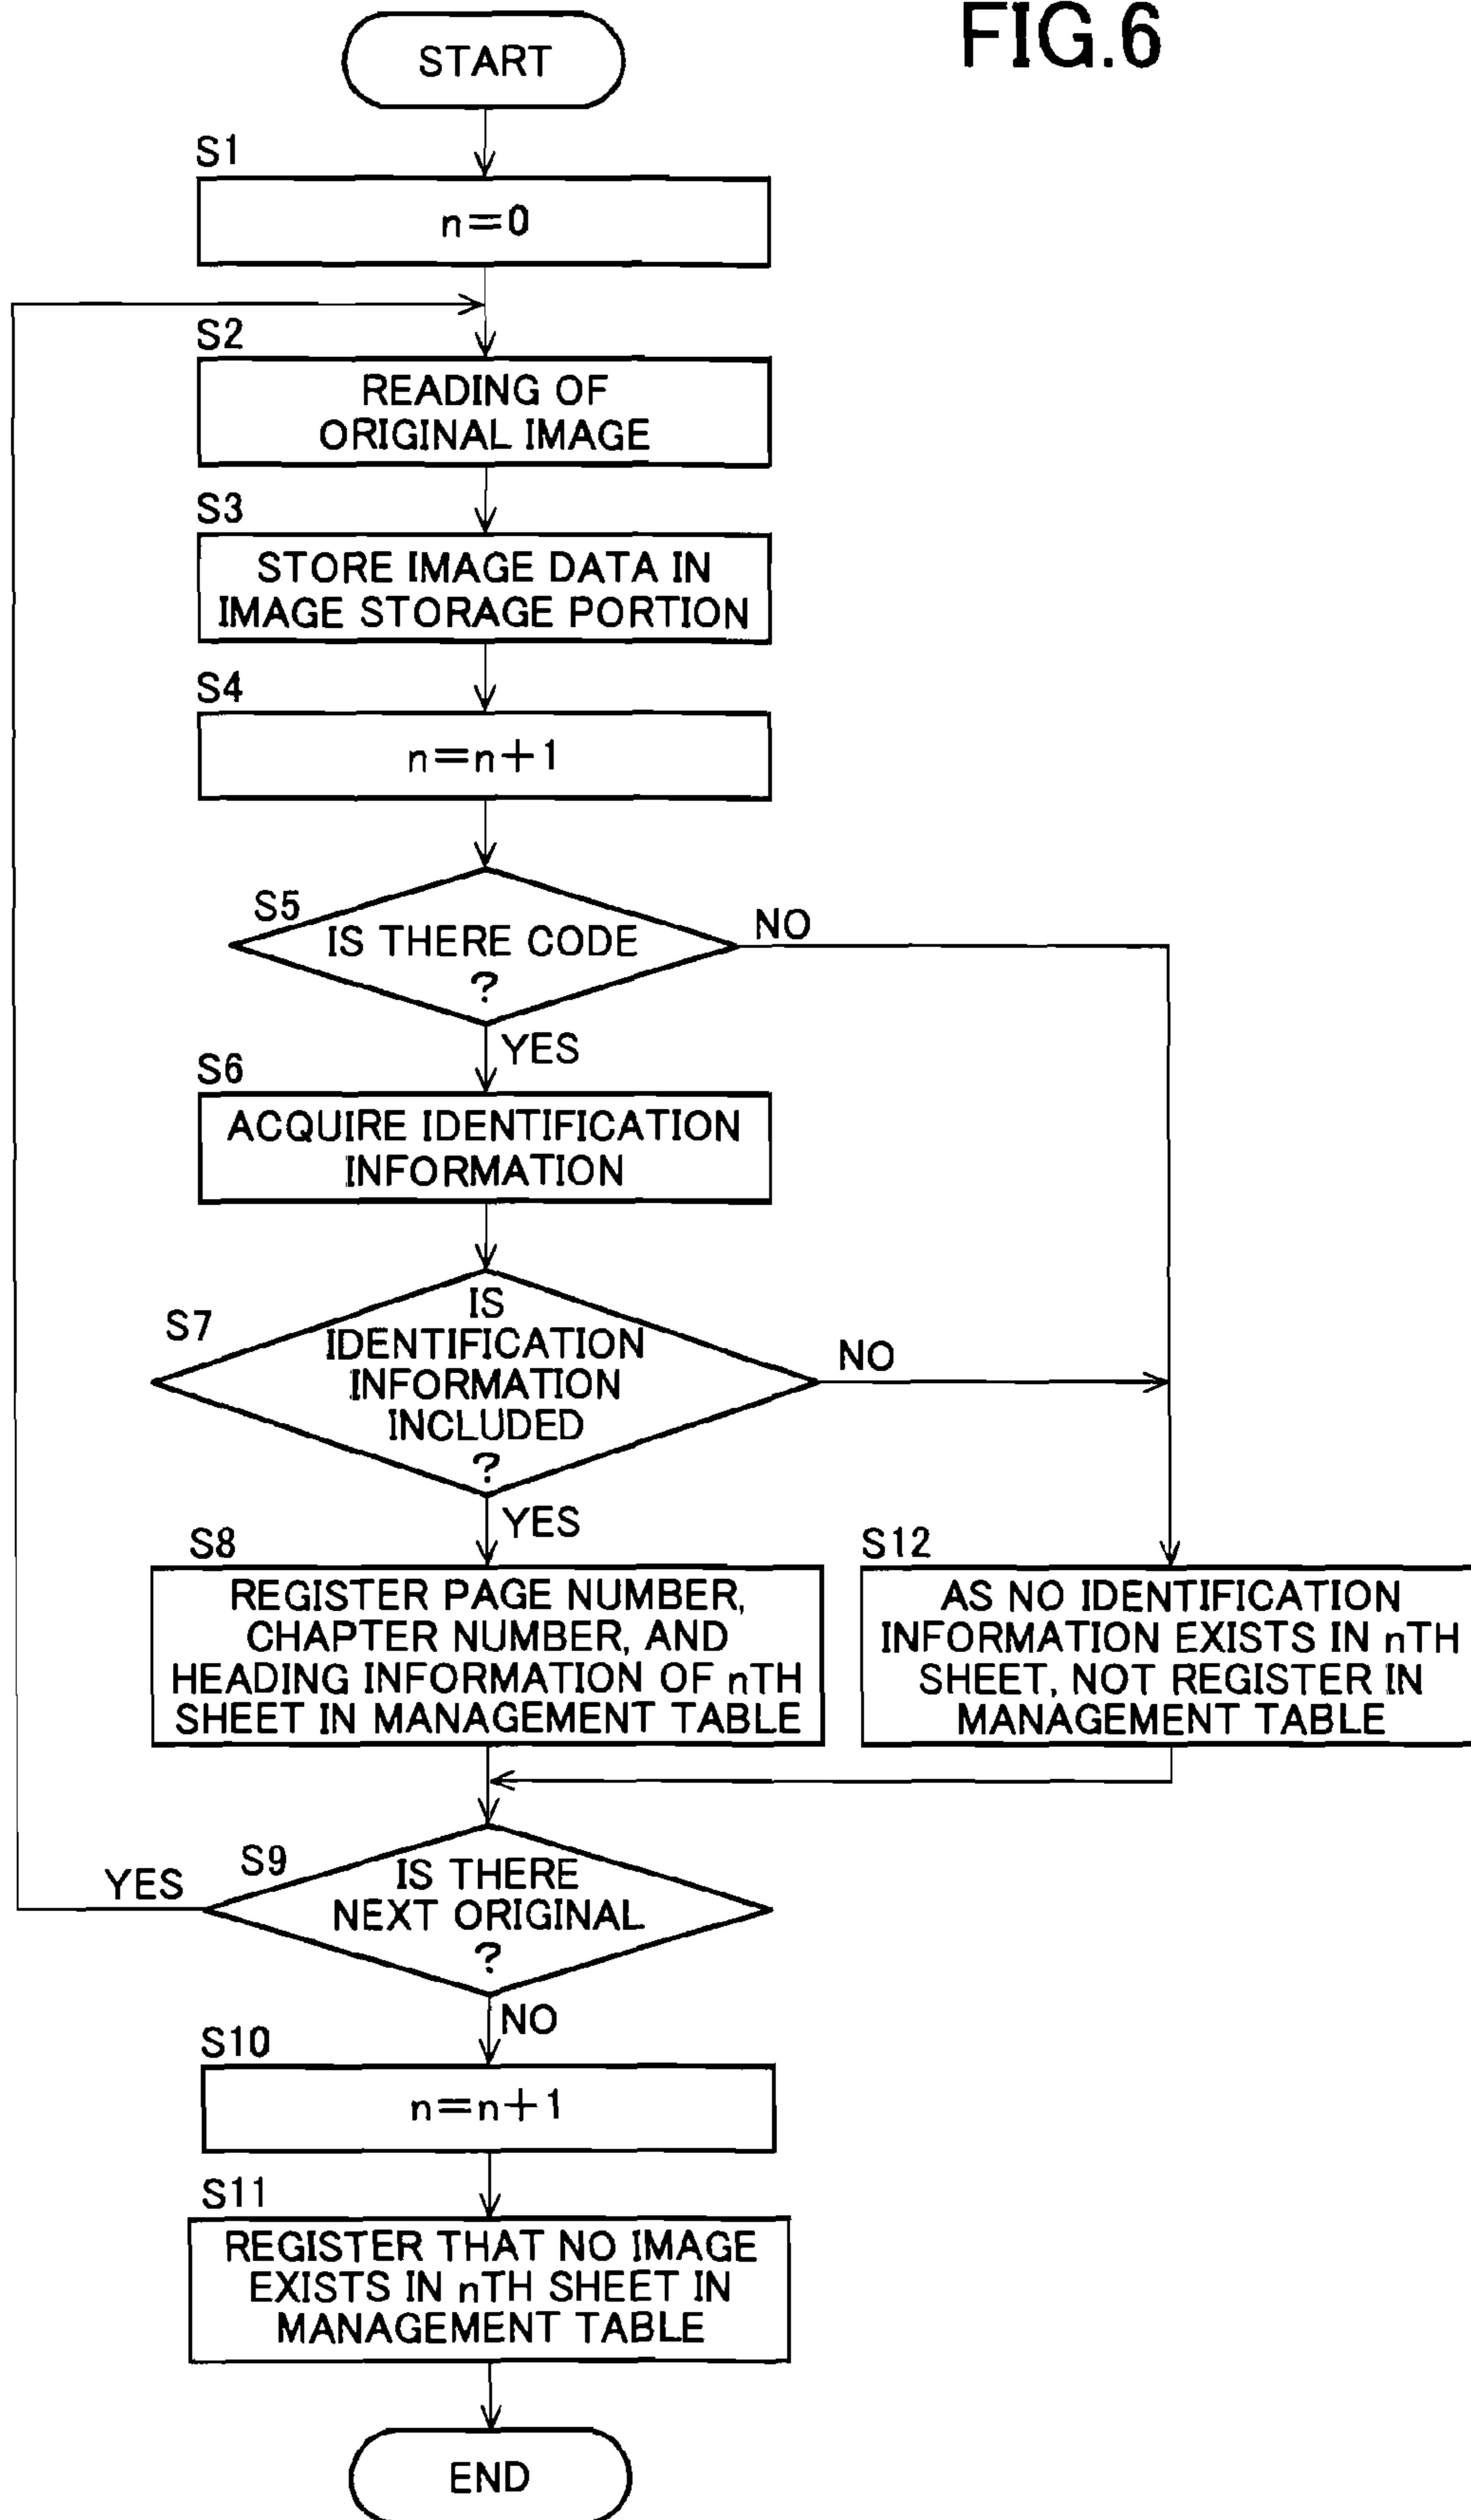 FIG.6
START
S1
n=0
S2
READING OF
ORIGINAL IMAGE
S3
STORE IMAGE DATA IN
IMAGE STORAGE PORTION
S4
n=n+1
S5
IS THERE CODE
?
NO
YES
S6
ACQUIRE IDENTIFICATION
INFORMATION
S7
IS
IDENTIFICATION
INFORMATION
INCLUDED
?
NO
YES
S8
REGISTER PAGE NUMBER,
CHAPTER NUMBER, AND
HEADING INFORMATION OF nTH
SHEET IN MANAGEMENT TABLE
S12
AS NO IDENTIFICATION
INFORMATION EXISTS IN nTH
SHEET, NOT REGISTER IN
MANAGEMENT TABLE
S9
IS THERE
NEXT ORIGINAL
?
YES
NO
S10
n=n+1
S11
REGISTER THAT NO IMAGE
EXISTS IN nTH SHEET IN
MANAGEMENT TABLE
END